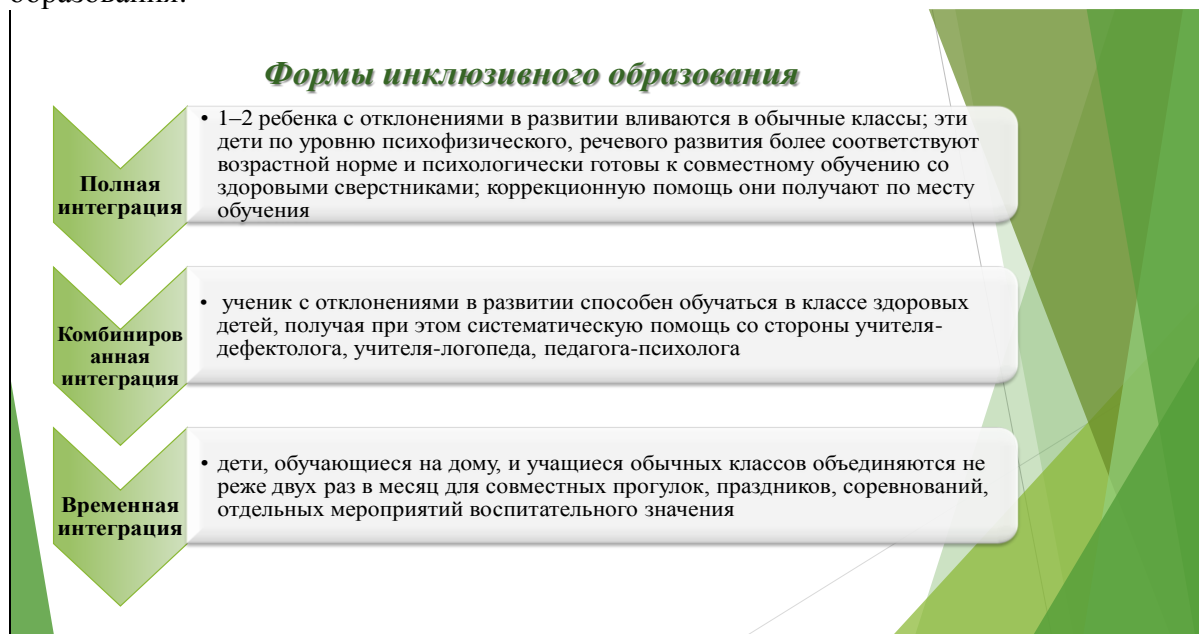 образования.
Формы инклюзивного образования
Полная
интеграция
• 1–2 ребенка с отклонениями в развитии вливаются в обычные классы; эти
дети по уровню психофизического, речевого развития более соответствуют
возрастной норме и психологически готовы к совместному обучению со
здоровыми сверстниками; коррекционную помощь они получают по месту
обучения
Комбиниров
анная
интеграция
• ученик с отклонениями в развитии способен обучаться в классе здоровых
детей, получая при этом систематическую помощь со стороны учителя-
дефектолога, учителя-логопеда, педагога-психолога
Временная
интеграция
• дети, обучающиеся на дому, и учащиеся обычных классов объединяются не
реже двух раз в месяц для совместных прогулок, праздников, соревнований,
отдельных мероприятий воспитательного значения